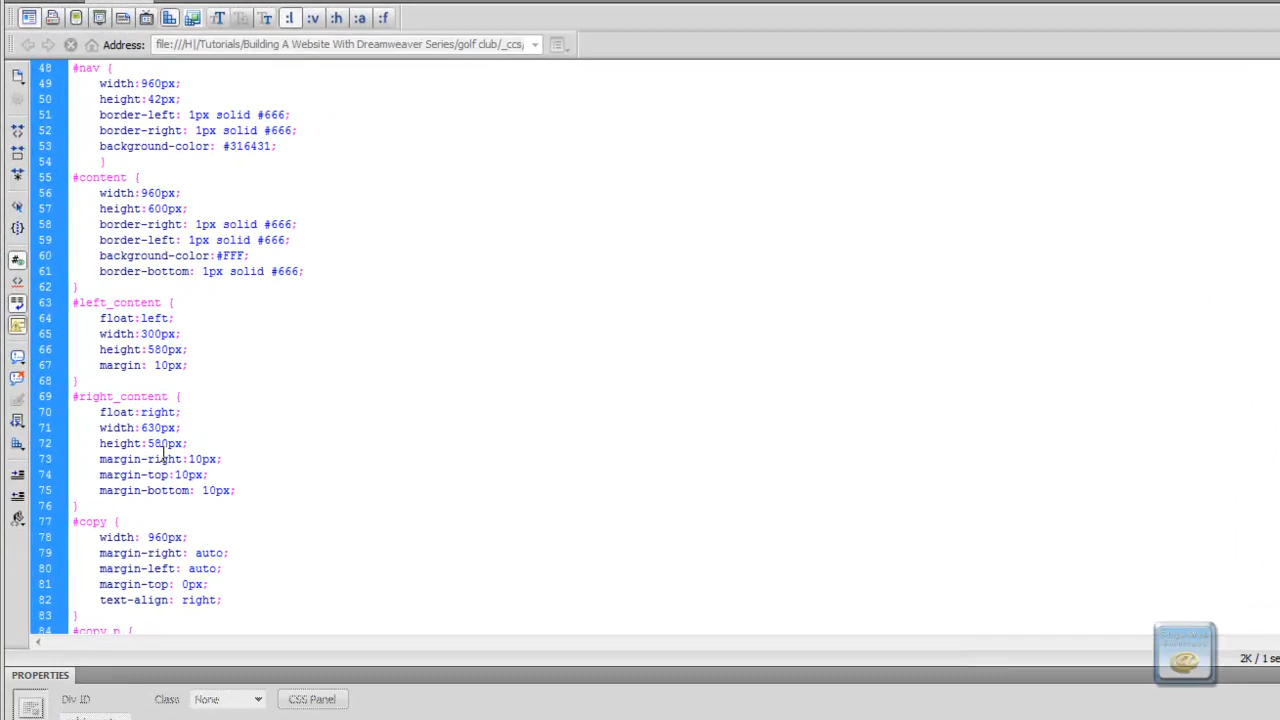 :l :v :h :a :f
Address: file:///H|/Tutorials/Building A Website With Dreamweaver Series/golf club/_ccs/
48 #nav {
49 width:960px;
50 height:42px;
51 border-left: 1px solid #666;
52 border-right: 1px solid #666;
53 background-color: #316431;
54 }
55 #content {
56 width:960px;
57 height:600px;
58 border-right: 1px solid #666;
59 border-left: 1px solid #666;
60 background-color:#FFF;
61 border-bottom: 1px solid #666;
62 }
63 #left_content {
64 float:left;
65 width:300px;
66 height:580px;
67 margin: 10px;
68 }
69 #right_content {
70 float:right;
71 width:630px;
72 height:580px;
73 margin-right:10px;
74 margin-top:10px;
75 margin-bottom: 10px;
76 }
77 #copy {
78 width: 960px;
79 margin-right: auto;
80 margin-left: auto;
81 margin-top: 0px;
82 text-align: right;
83 }
84 #copy p {
2K / 1 se
PROPERTIES
Div ID Class None CSS Panel